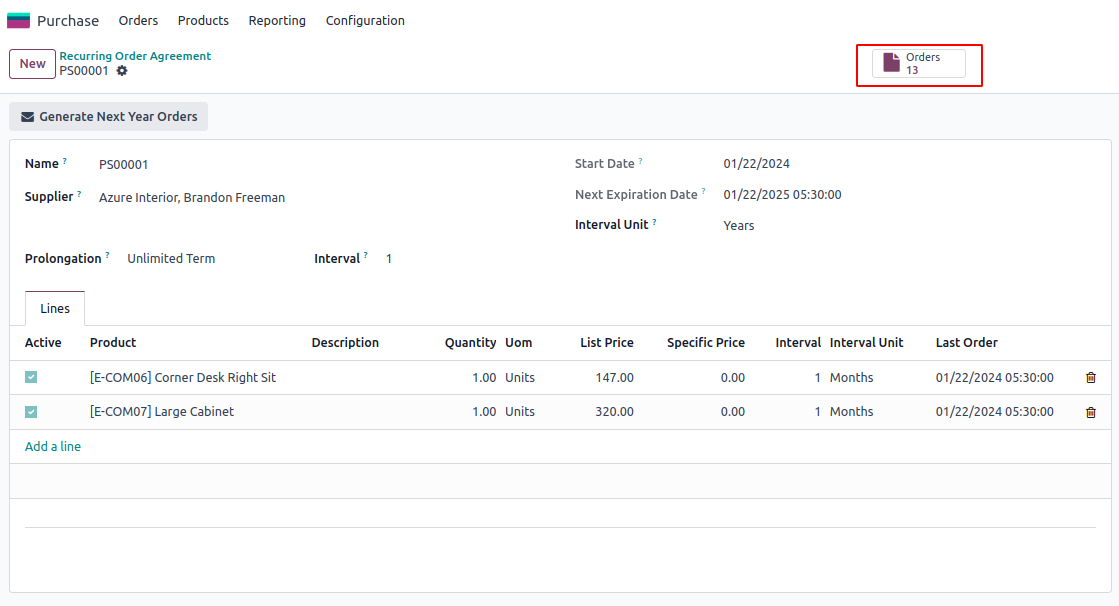 Purchase Orders Products Reporting Configuration
New
Recurring Order Agreement
PS00001
Orders
13
Generate Next Year Orders
Name ? PS00001
Start Date ? 01/22/2024
Supplier ? Azure Interior, Brandon Freeman
Next Expiration Date ? 01/22/2025 05:30:00
Interval Unit ? Years
Prolongation ? Unlimited Term Interval ? 1
Lines
Active Product Description Quantity Uom List Price Specific Price Interval Interval Unit Last Order
[E-COM06] Corner Desk Right Sit 1.00 Units 147.00 0.00 1 Months 01/22/2024 05:30:00
[E-COM07] Large Cabinet 1.00 Units 320.00 0.00 1 Months 01/22/2024 05:30:00
Add a line